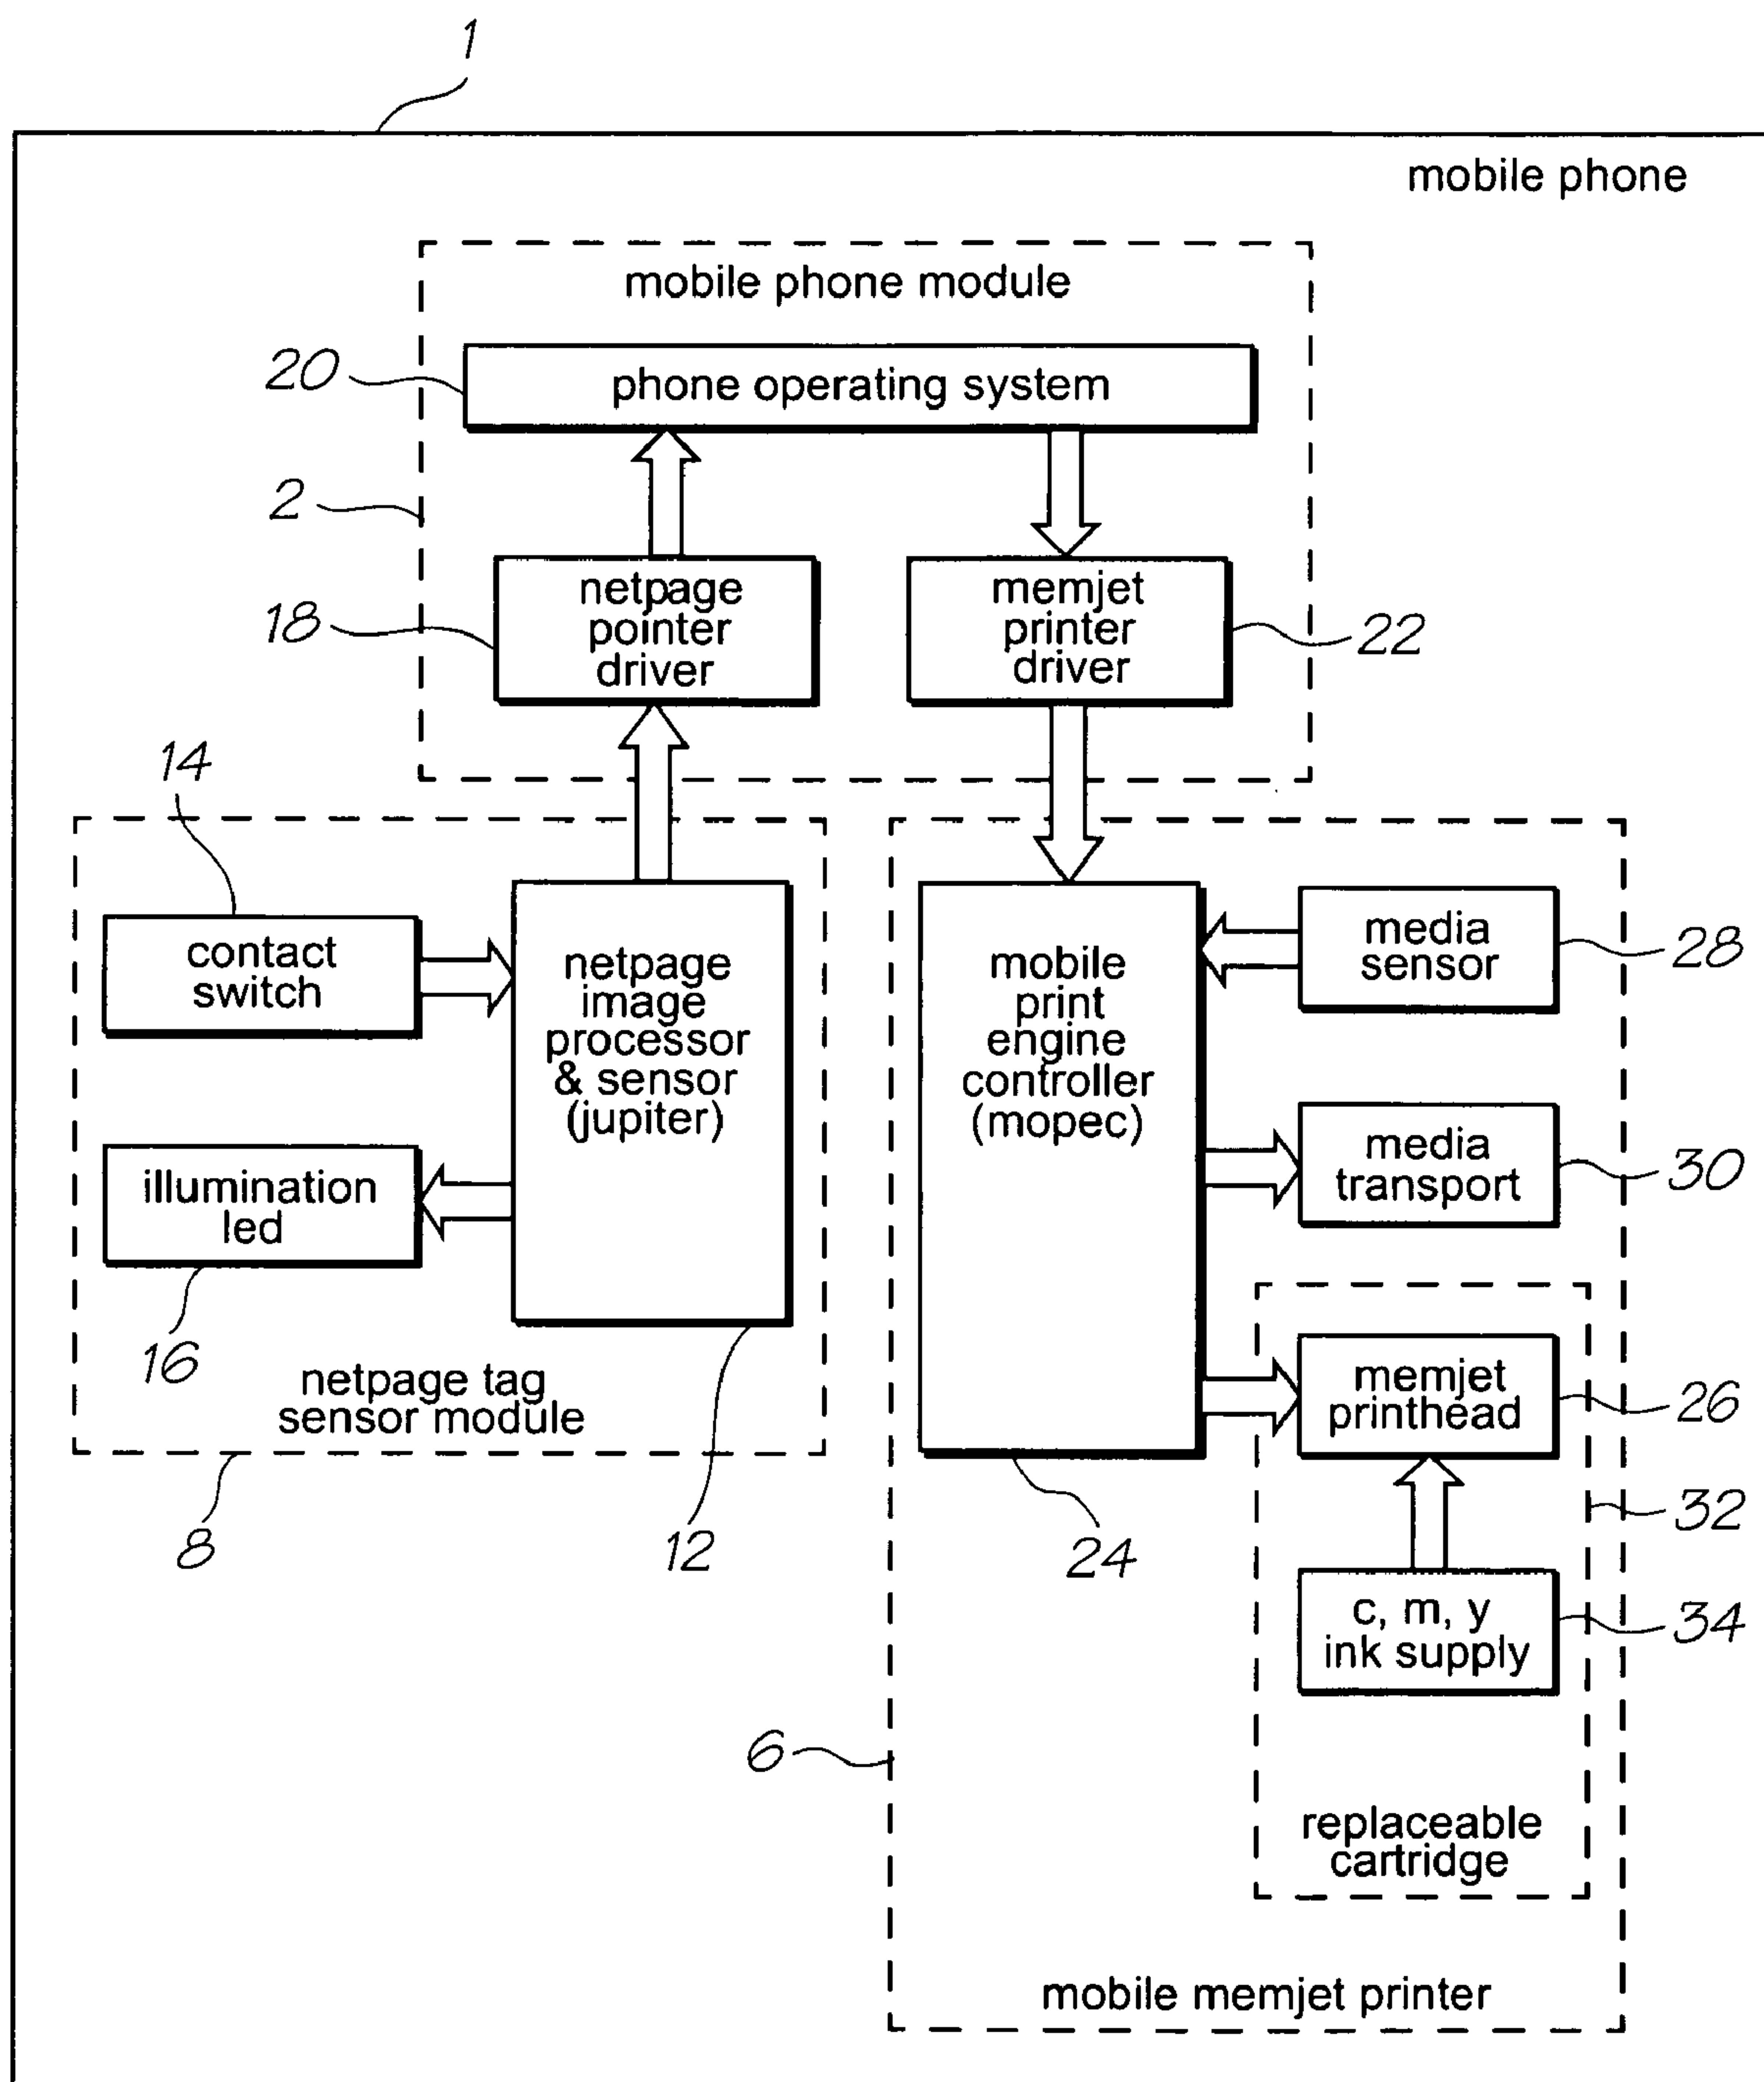 1
mobile phone
mobile phone module
20
phone operating system
2
netpage
pointer
driver
18
memjet
printer
driver
22
14
contact
switch
netpage
image
processor
& sensor
(jupiter)
illumination
led
16
netpage tag
sensor module
8
12
mobile
print
engine
controller
(mopec)
media
sensor
28
media
transport
30
memjet
printhead
26
32
24
c, m, y
ink supply
34
6
replaceable
cartridge
mobile memjet printer